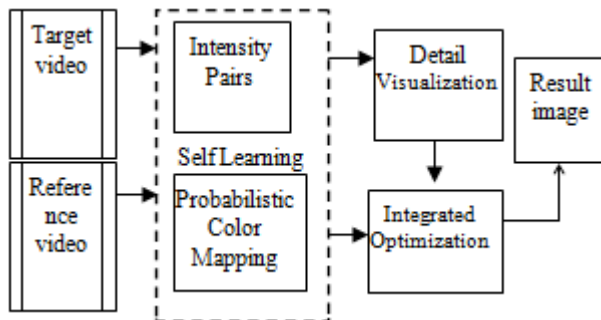 Target
video
Intensity
Pairs
Detail
Visualization
Result
image
Self Learning
Refere
nce
video
Probabilistic
Color
Mapping
Integrated
Optimization